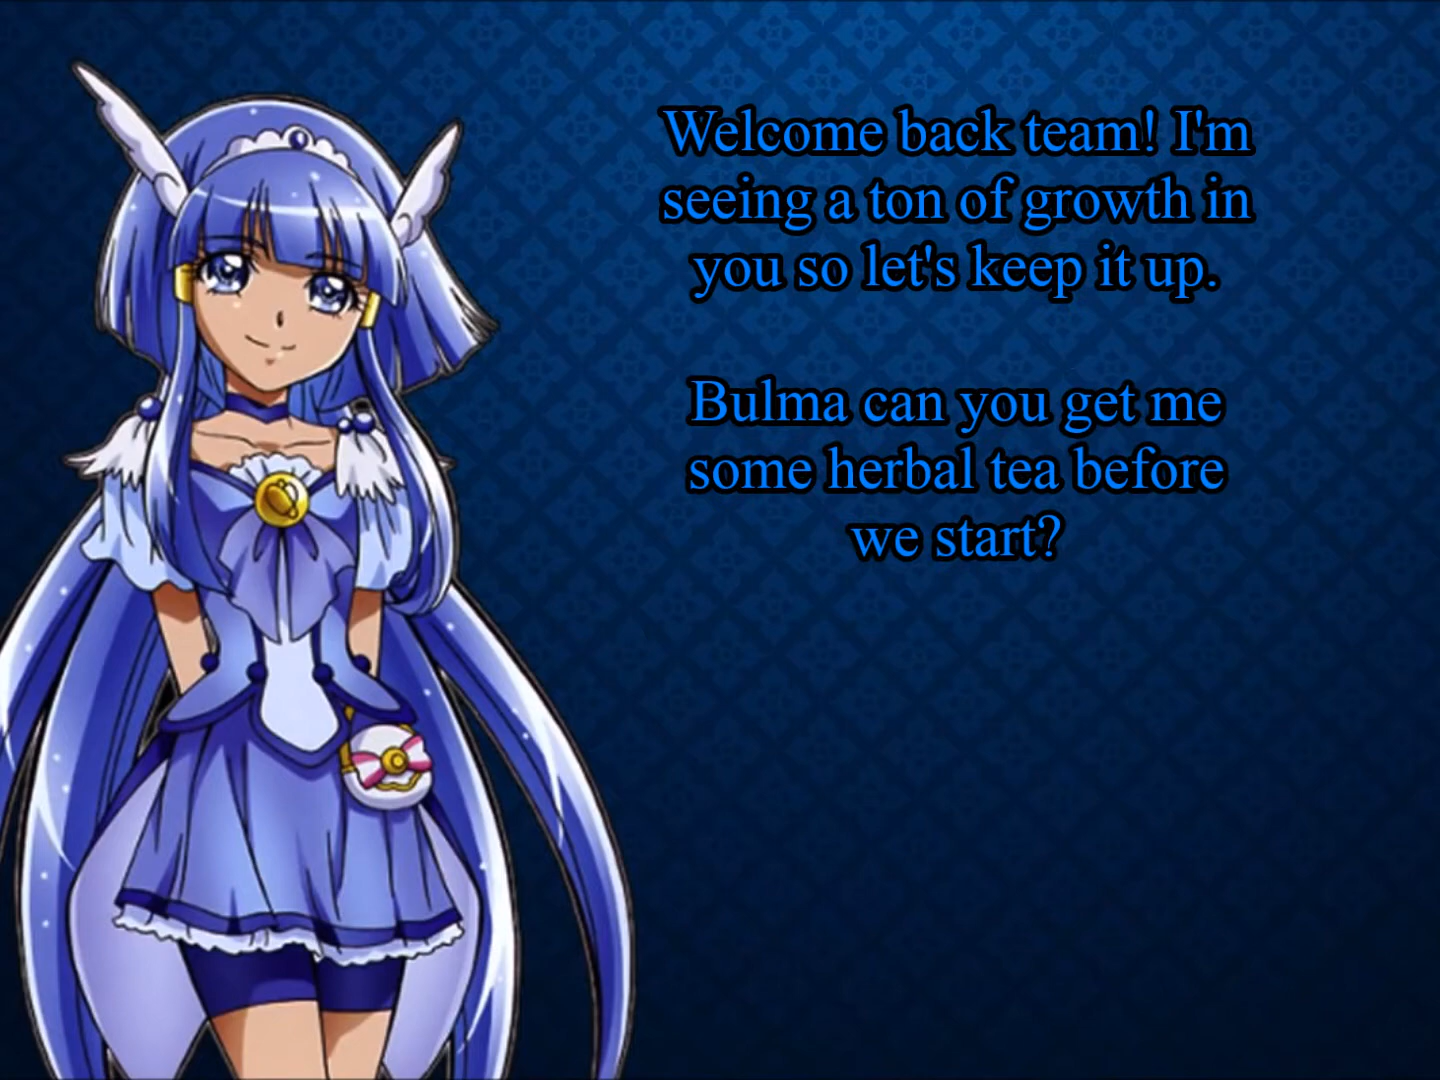 Welcome back team! I'm
seeing a ton of growth in
you so let's keep it up.
Bulma can you get me
some herbal tea before
we start?